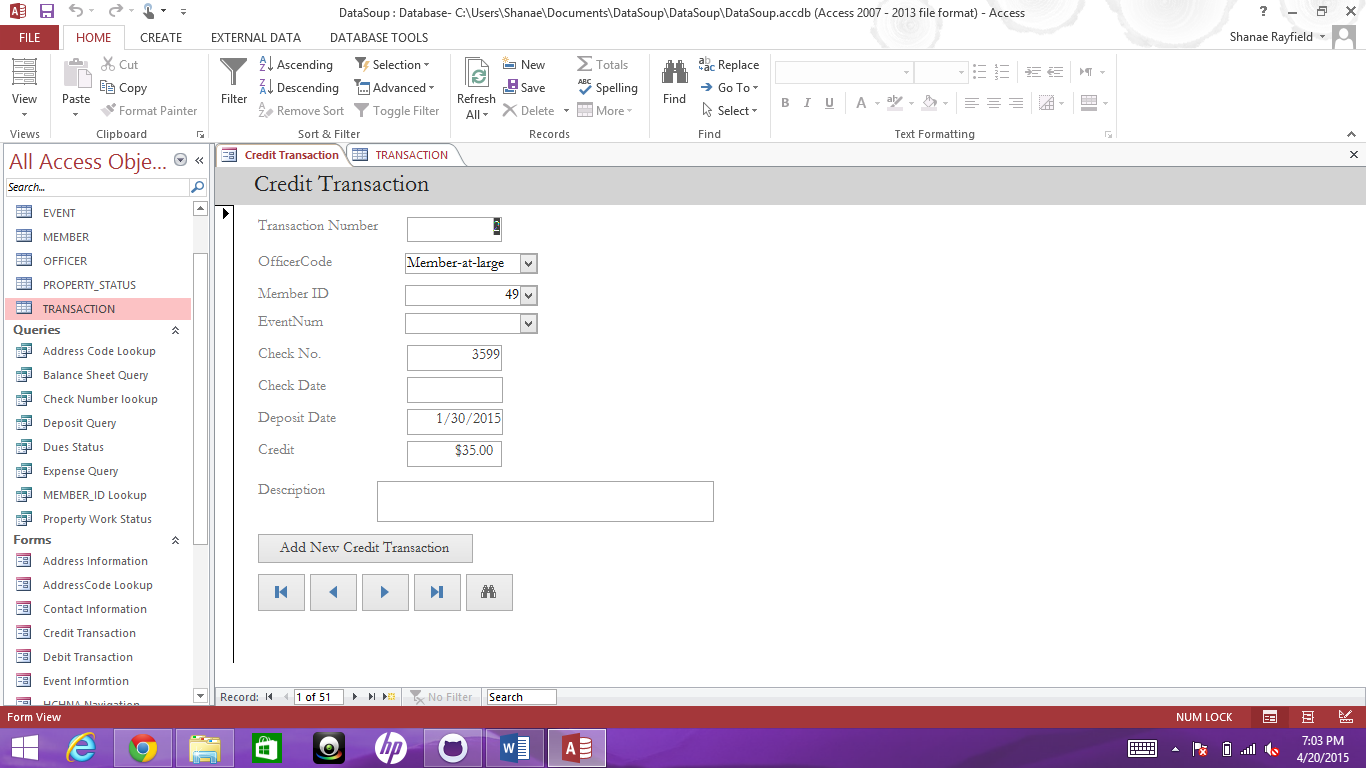 DataSoup : Database- C:\Users\Shanae\Documents\DataSoup\DataSoup\DataSoup.accdb (Access 2007 - 2013 file format) - Access
FILE HOME CREATE EXTERNAL DATA DATABASE TOOLS Shanae Rayfield
View
Views
Paste
Cut
Copy
Format Painter
Clipboard
Filter
Ascending
Descending
Remove Sort
Selection
Advanced
Toggle Filter
Sort & Filter
Refresh
All
New
Save
Delete
Totals
Spelling
More
Records
Find
Replace
Go To
Select
Find
B I U A
Text Formatting
All Access Obje...
Search...
EVENT
MEMBER
OFFICER
PROPERTY_STATUS
TRANSACTION
Queries
Address Code Lookup
Balance Sheet Query
Check Number lookup
Deposit Query
Dues Status
Expense Query
MEMBER_ID Lookup
Property Work Status
Forms
Address Information
AddressCode Lookup
Contact Information
Credit Transaction
Debit Transaction
Event Informtion
HCHNA Navigation
Credit Transaction TRANSACTION
Credit Transaction
Transaction Number
OfficerCode Member-at-large
Member ID 49
EventNum
Check No. 3599
Check Date
Deposit Date 1/30/2015
Credit $35.00
Description
Add New Credit Transaction
Record: 1 of 51 No Filter Search
Form View NUM LOCK
7:03 PM
4/20/2015